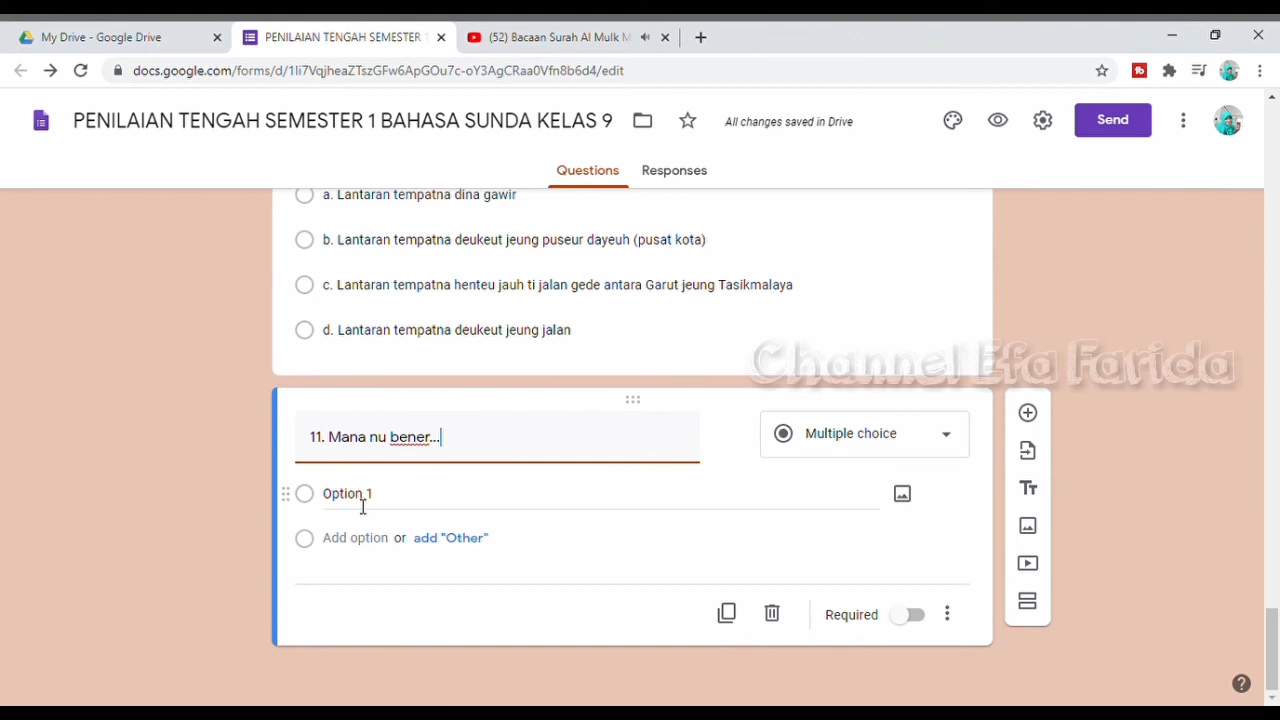 My Drive - Google Drive
PENILAIAN TENGAH SEMESTER 1
(52) Bacaan Surah Al Mulk M
docs.google.com/forms/d/1Ii7VqjheaZTszGFw6ApGOu7c-oY3AgCRaa0Vfn8b6d4/edit
PENILAIAN TENGAH SEMESTER 1 BAHASA SUNDA KELAS 9
All changes saved in Drive
Send
Questions
Responses
a. Lantaran tempatna dina gawir
b. Lantaran tempatna deukeut jeung puseur dayeuh (pusat kota)
c. Lantaran tempatna henteu jauh ti jalan gede antara Garut jeung Tasikmalaya
d. Lantaran tempatna deukeut jeung jalan
Channel Efa Farida
11. Mana nu bener...
Multiple choice
Option 1
Add option or add "Other"
Required